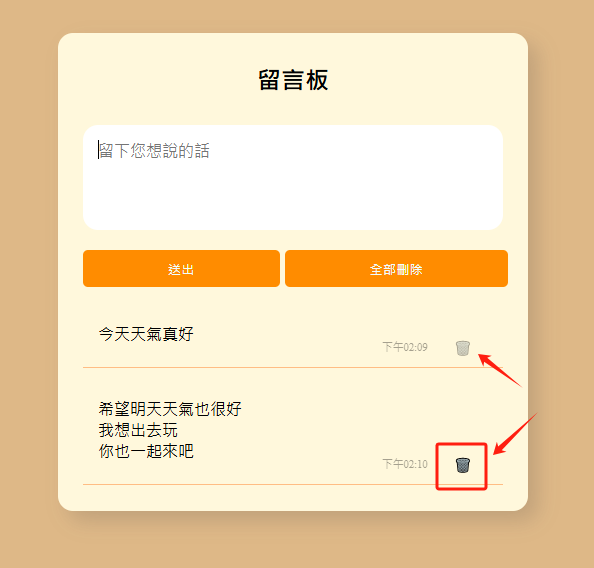 留言板
留下您想說的話
送出
全部刪除
今天天氣真好
下午02:09
希望明天天氣也很好
我想出去玩
你也一起來吧
下午02:10